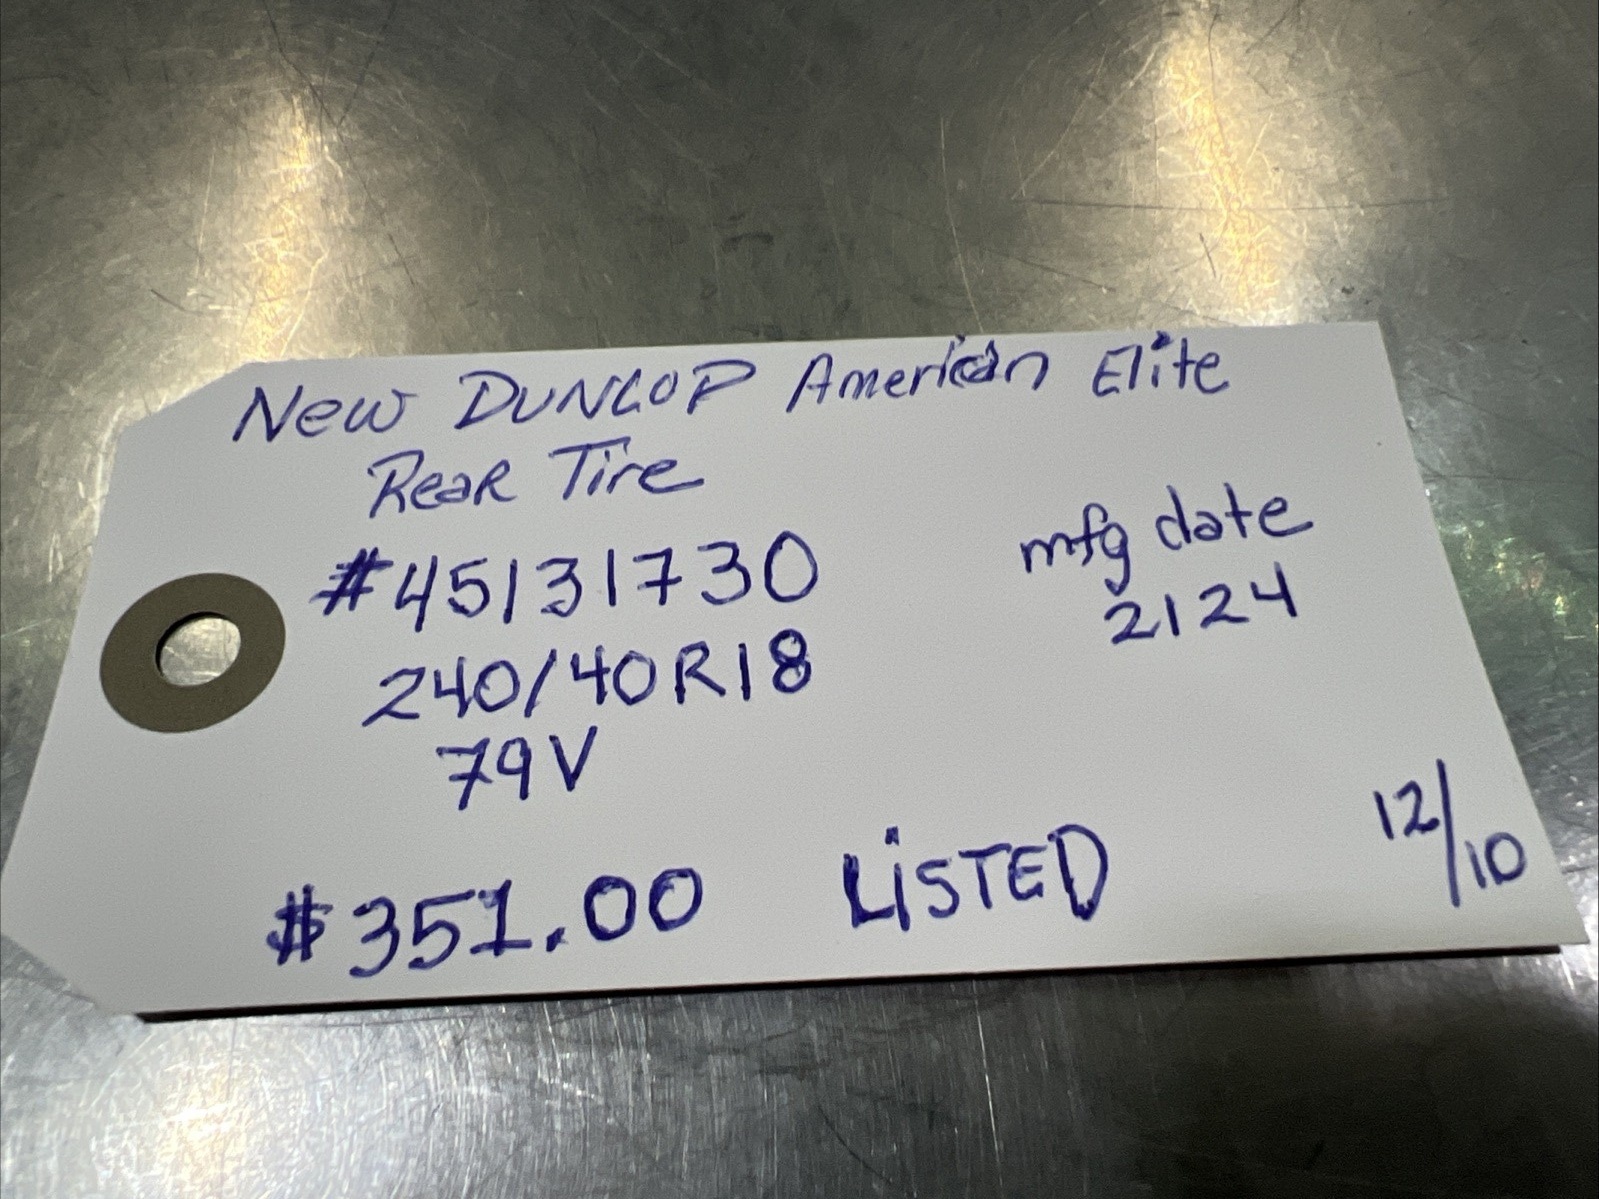 New DUNLOP American Elite
Rear Tire
#45131730
mfg date
2124
240/40R18
79V
$351.00 LiSTED
12/10